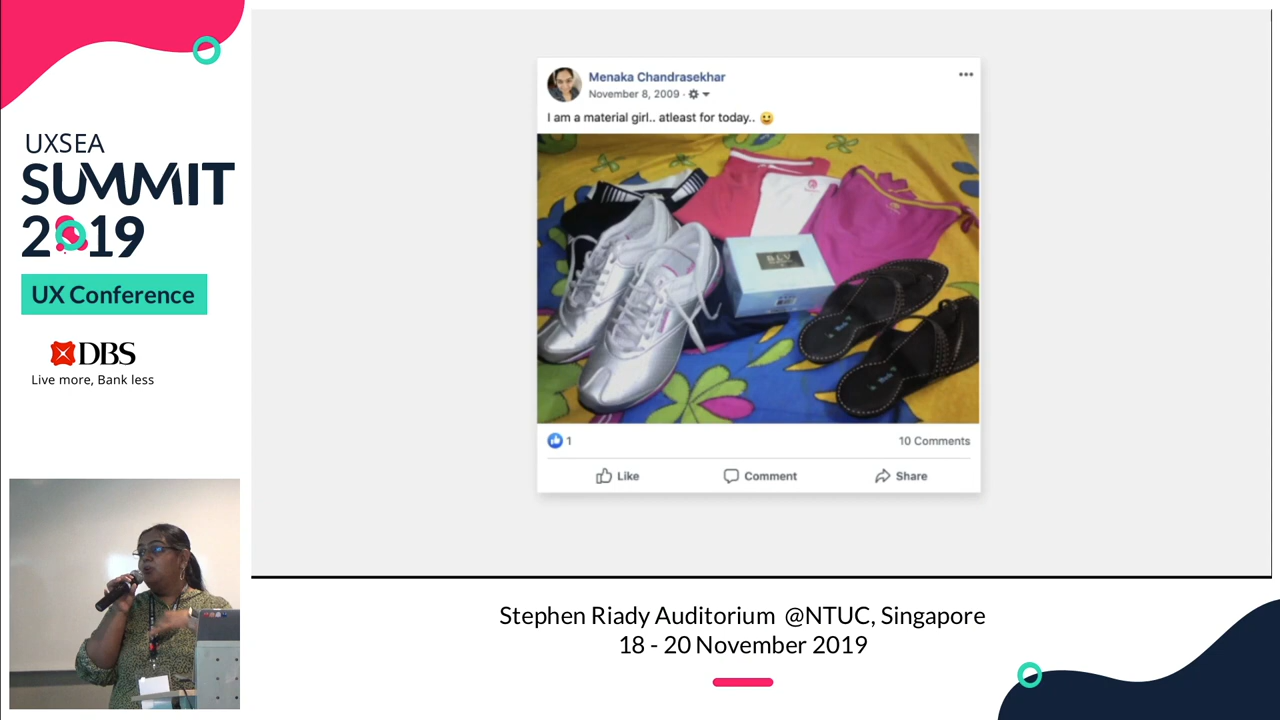 UXSEA
SUMMIT
2019
UX Conference
DBS
Live more, Bank less
Menaka Chandrasekhar
November 8, 2009
I am a material girl.. atleast for today.. 😀
BLV
1
10 Comments
Like
Comment
Share
Stephen Riady Auditorium @NTUC, Singapore
18 - 20 November 2019